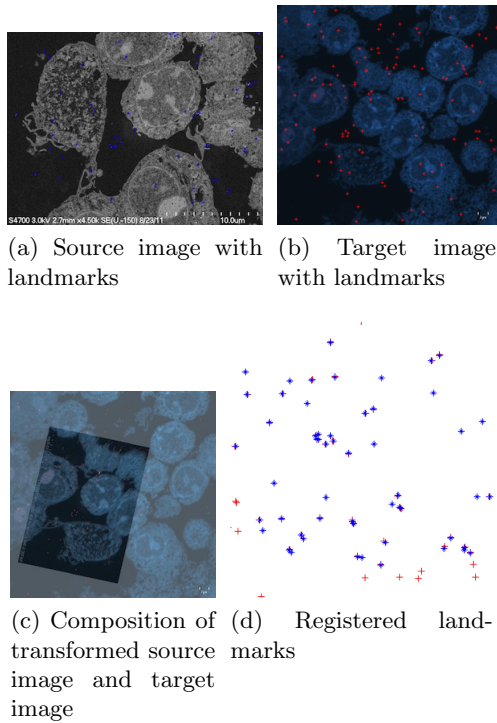 S4700 3.0kV 2.7mm x4.50k SE(U,-150) 8/23/11 10.0um
(a) Source image with
landmarks
(b) Target image
with landmarks
(c) Composition of
transformed source
image and target
image
(d) Registered land-
marks